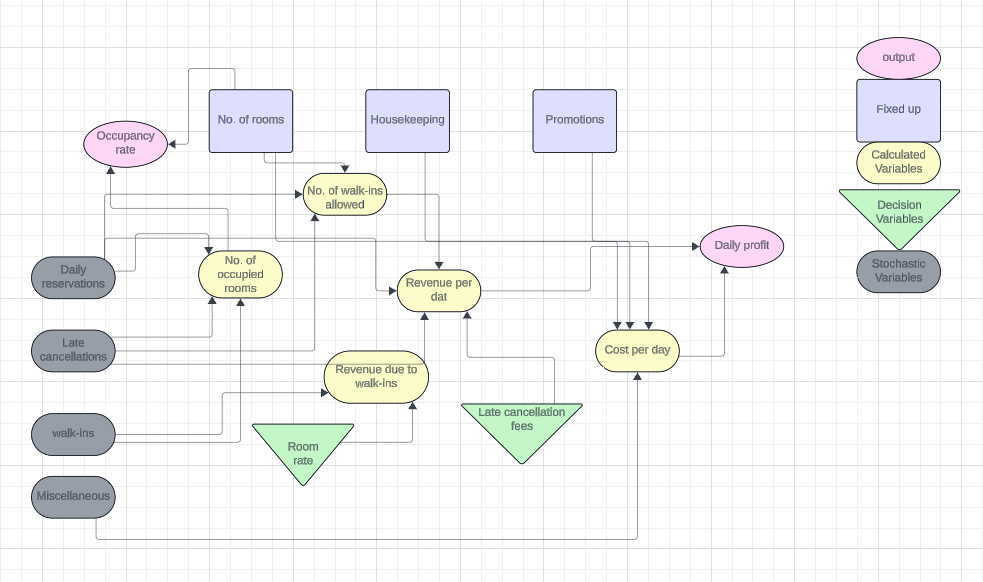 output
No. of rooms
Housekeeping
Promotions
Fixed up
Occupancy
rate
Calculated
Variables
No. of walk-ins
allowed
Decision
Variables
Daily profit
Daily
reservations
No. of
occupied
rooms
Stochastic
Variables
Revenue per
dat
Late
cancellations
Cost per day
Revenue due to
walk-ins
Late cancellation
fees
walk-ins
Room
rate
Miscellaneous